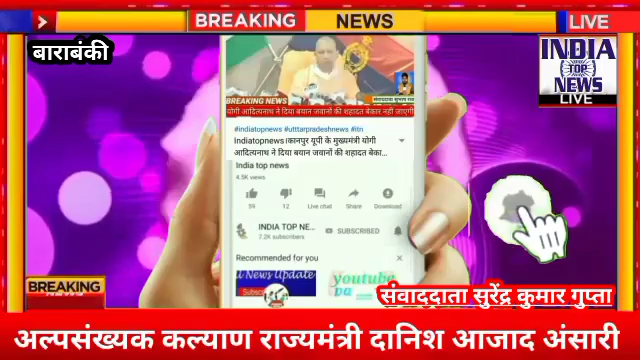 BREAKING NEWS LIVE
बाराबंकी
INDIA
TOP
NEWS
LIVE
BREAKING NEWS
योगी आदित्यनाथ ने दिया बयान जवानों की शहादत बेकार नहीं जाएगी
#indiatopnews #utttarpradeshnews #itn
Indiatopnews।कानपुर यूपी के मुख्यमंत्री योगी
आदित्यनाथ ने दिया बयान जवानों की शहादत बेका...
India top news
4.5K views
59 12 Live chat Share Download
INDIA TOP NE...
SUBSCRIBED
7.2K subscribers
Recommended for you
News Update
youtube
Subsc
BREAKING
NEWS
संवाददाता सुरेंद्र कुमार गुप्ता
अल्पसंख्यक कल्याण राज्यमंत्री दानिश आजाद अंसारी